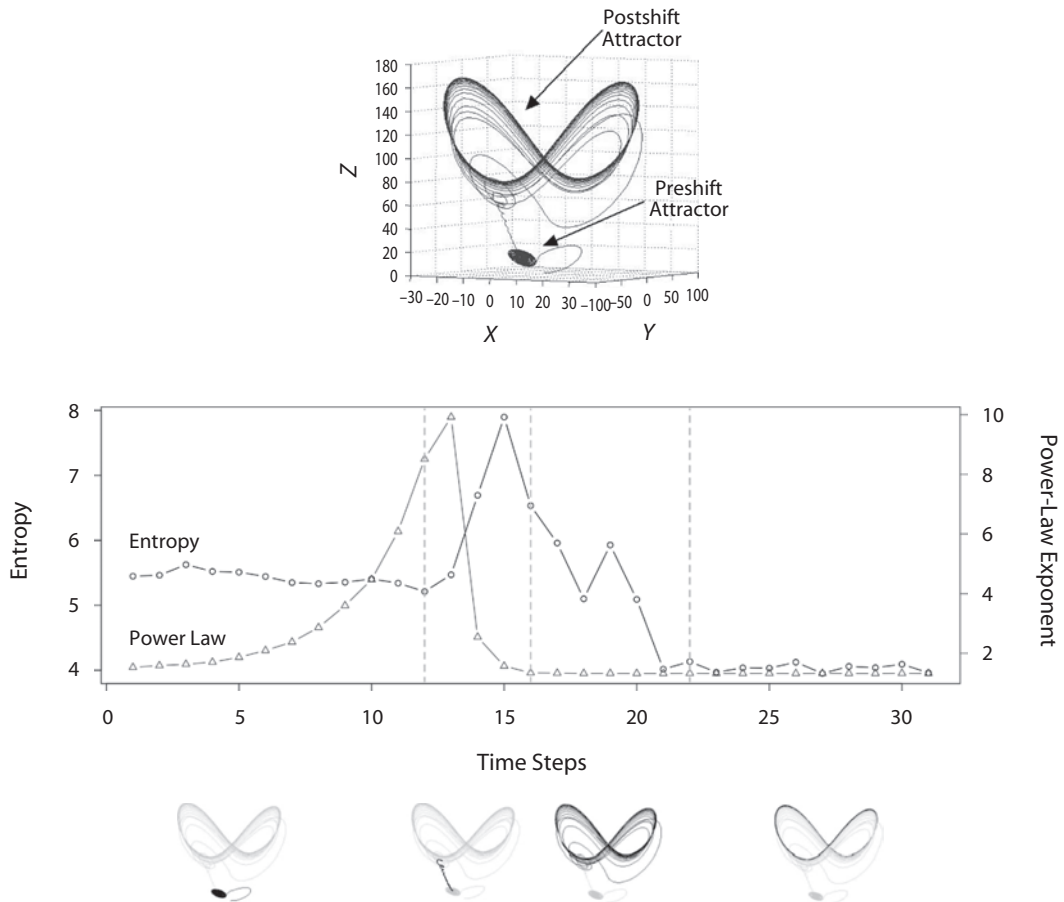 Postshift
Attractor
180
160
140
120
100
80
60
40
20
0
Z
Preshift
Attractor
–30 –20 –10 0 10 20 30 –100 –50 0 50 100
X Y
8
7
6
5
4
Entropy
Entropy
Power Law
10
8
6
4
2
Power-Law Exponent
0 5 10 15 20 25 30
Time Steps